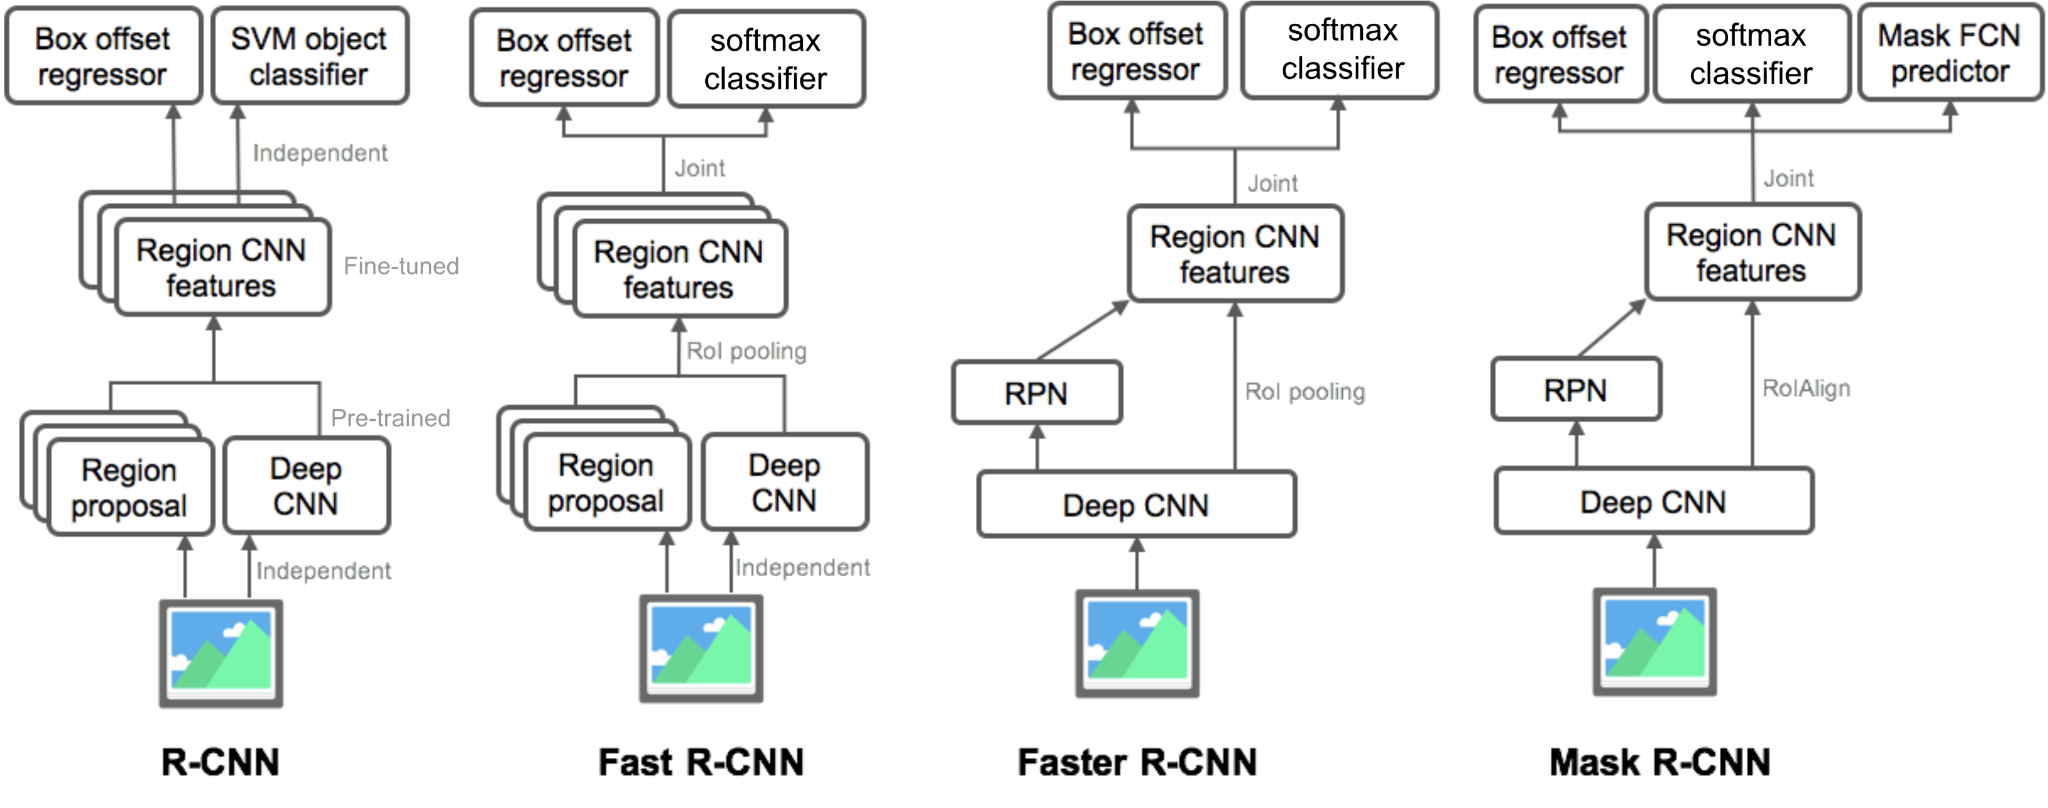 Box offset
regressor
SVM object
classifier
Independent
Region CNN
features
Fine-tuned
Pre-trained
Region
proposal
Deep
CNN
Independent
R-CNN
Box offset
regressor
softmax
classifier
Joint
Region CNN
features
RoI pooling
Region
proposal
Deep
CNN
Independent
Fast R-CNN
Box offset
regressor
softmax
classifier
Joint
Region CNN
features
RPN
RoI pooling
Deep CNN
Faster R-CNN
Box offset
regressor
softmax
classifier
Mask FCN
predictor
Joint
Region CNN
features
RPN
RoIAlign
Deep CNN
Mask R-CNN